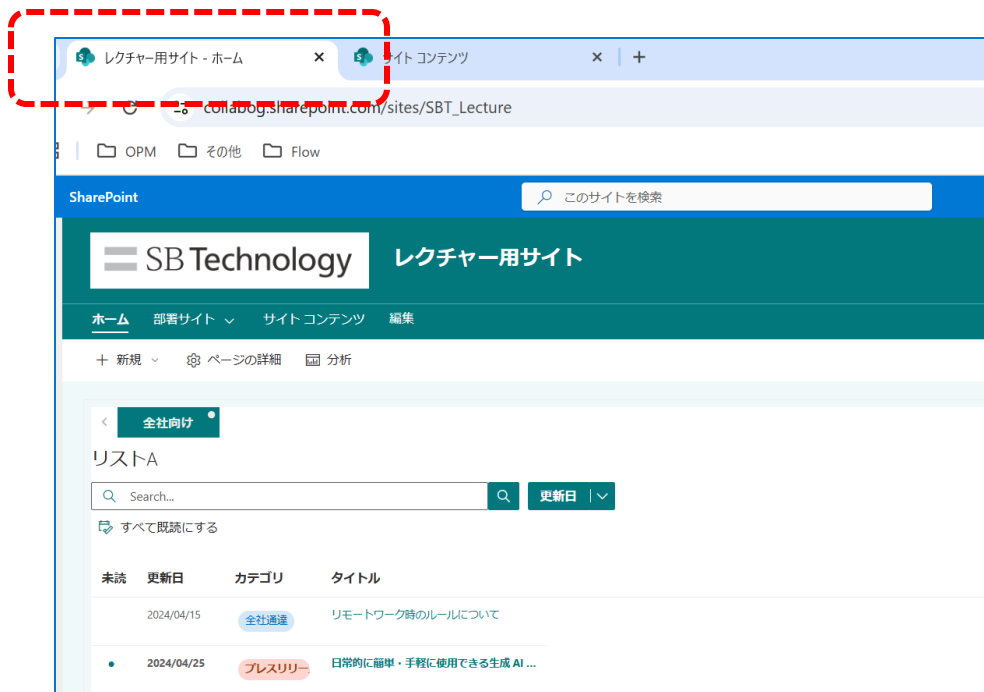 レクチャー用サイト - ホーム
サイト コンテンツ
collabog.sharepoint.com/sites/SBT_Lecture
OPM その他 Flow
SharePoint
このサイトを検索
SB Technology
レクチャー用サイト
ホーム 部署サイト サイト コンテンツ 編集
新規 ページの詳細 分析
全社向け
リストA
Search...
更新日
すべて既読にする
未読 更新日 カテゴリ タイトル
2024/04/15 全社通達 リモートワーク時のルールについて
2024/04/25 プレスリリー 日常的に簡単・手軽に使用できる生成 AI ...